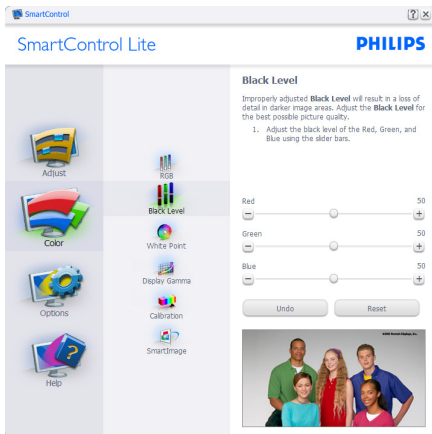 SmartControl
SmartControl Lite
PHILIPS
Adjust
Color
Options
Help
RGB
Black Level
White Point
Display Gamma
Calibration
SmartImage
Black Level
Improperly adjusted Black Level will result in a loss of
detail in darker image areas. Adjust the Black Level for
the best possible picture quality.
1. Adjust the black level of the Red, Green, and
Blue using the slider bars.
Red 50
Green 50
Blue 50
Undo Reset